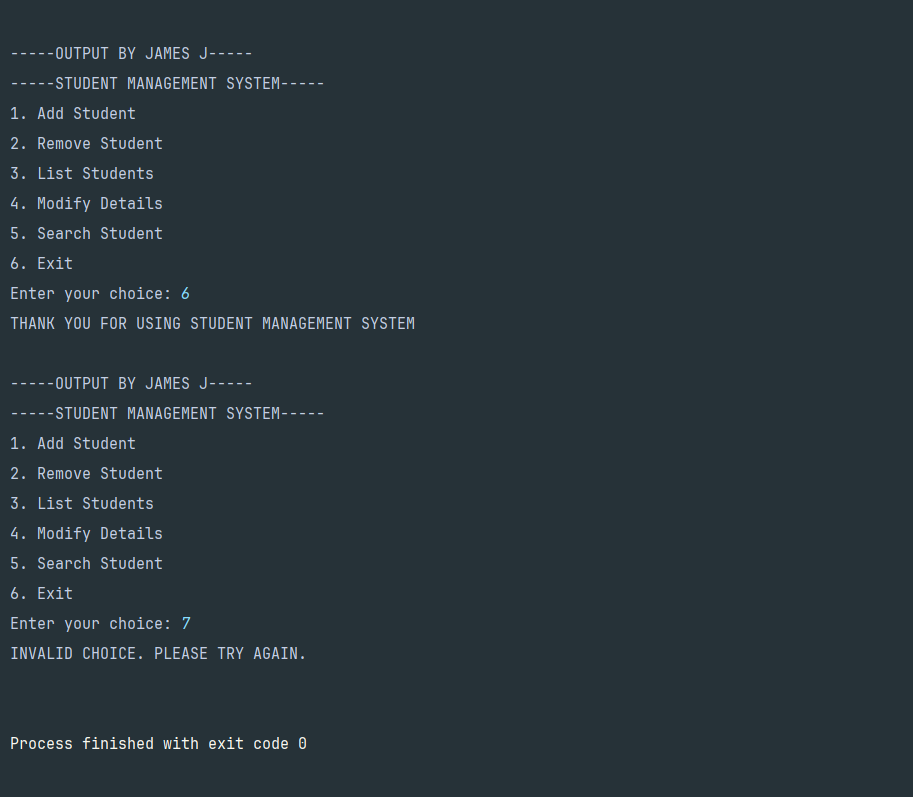 -----OUTPUT BY JAMES J-----
-----STUDENT MANAGEMENT SYSTEM-----
1. Add Student
2. Remove Student
3. List Students
4. Modify Details
5. Search Student
6. Exit
Enter your choice: 6
THANK YOU FOR USING STUDENT MANAGEMENT SYSTEM
-----OUTPUT BY JAMES J-----
-----STUDENT MANAGEMENT SYSTEM-----
1. Add Student
2. Remove Student
3. List Students
4. Modify Details
5. Search Student
6. Exit
Enter your choice: 7
INVALID CHOICE. PLEASE TRY AGAIN.
Process finished with exit code 0